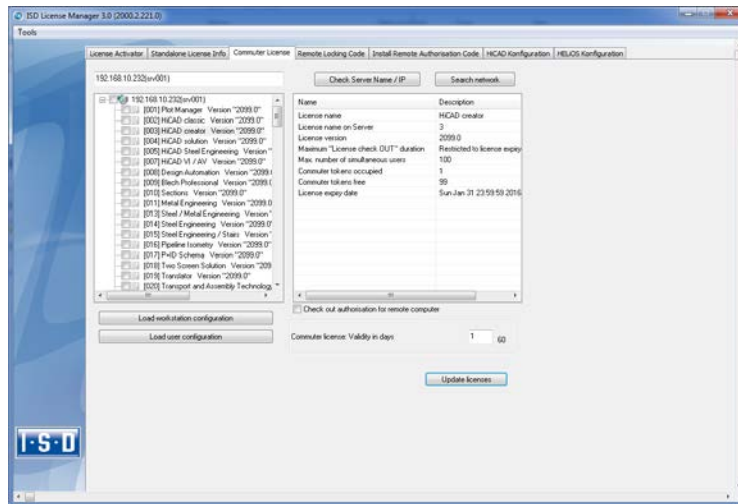 ISD License Manager 3.0 (2000.2.221.0)
Tools
License Activator
Standalone License Info
Commuter License
Remote Locking Code
Install Remote Authorisation Code
HiCAD Konfiguration
HELiOS Konfiguration
192.168.10.232(srv001)
Check Server Name / IP
Search network
192.168.10.232(srv001)
[001] Plot Manager Version "2099.0"
[002] HiCAD classic Version "2099.0"
[003] HiCAD creator Version "2099.0"
[004] HiCAD solution Version "2099.0"
[005] HiCAD Steel Engineering Version "
[007] HiCAD VI / AV Version "2099.0"
[008] Design Automation Version "2099.
[009] Blech Professional Version "2099.
[010] Sections Version "2099.0"
[011] Metal Engineering Version "2099.0
[013] Steel / Metal Engineering Version "
[014] Steel Engineering Version "2099.0"
[015] Steel Engineering / Stairs Version "
[016] Pipeline Isometry Version "2099.0"
[017] P+ID Schema Version "2099.0"
[018] Two Screen Solution Version "209
[019] Translator Version "2099.0"
[020] Transport and Assembly Technolog
Name Description
License name HiCAD creator
License name on Server 3
License version 2099.0
Maximum "License check OUT" duration Restricted to license expiry
Max. number of simultaneous users 100
Commuter tokens occupied 1
Commuter tokens free 99
License expiry date Sun Jan 31 23:59:59 2016
Check out authorisation for remote computer
Load workstation configuration
Load user configuration
Commuter license: Validity in days 1 60
Update licenses
I·S·D